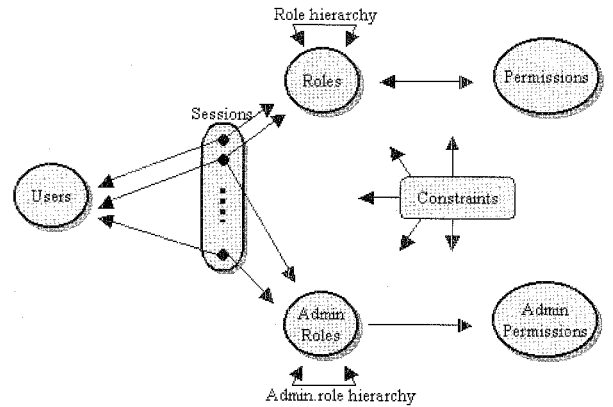 Role hierarchy
Roles
Permissions
Sessions
Users
Constraints
Admin
Roles
Admin
Permissions
Admin.role hierarchy